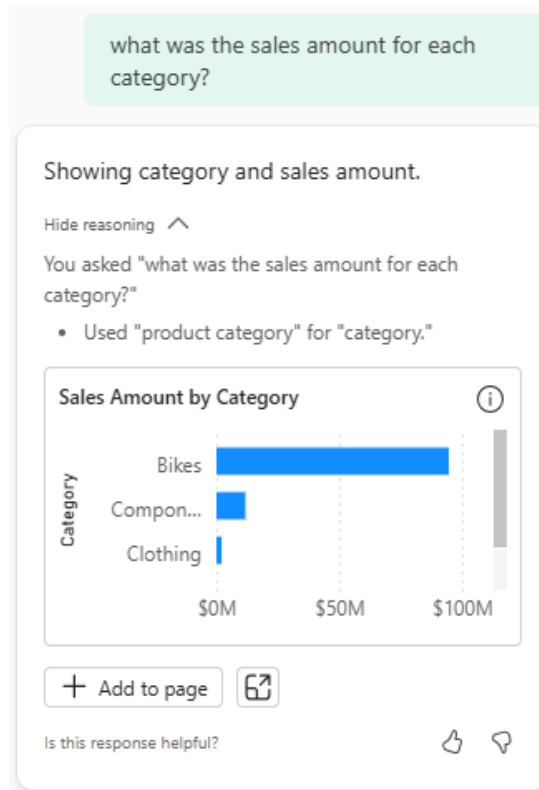 what was the sales amount for each
category?
Showing category and sales amount.
Hide reasoning
You asked "what was the sales amount for each
category?"
• Used "product category" for "category."
Sales Amount by Category
Category
Bikes
Compon...
Clothing
$0M
$50M
$100M
Add to page
Is this response helpful?